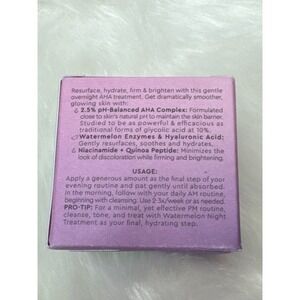 Resurface, hydrate, firm & brighten with this gentle
overnight AHA treatment. Get dramatically smoother,
glowing skin with:
2.5% pH-Balanced AHA Complex: Formulated
close to skin's natural pH to maintain the skin barrier.
Studied to be as powerful & efficacious as
traditional forms of glycolic acid at 10%.
Watermelon Enzymes & Hyaluronic Acid:
Gently resurfaces, soothes and hydrates.
Niacinamide + Quinoa Peptide: Minimizes the
look of discoloration while firming and brightening.
USAGE:
Apply a generous amount as the final step of your
evening routine and pat gently until absorbed.
In the morning, follow with your daily AM routine,
beginning with cleansing. Use 2-3x/week or as needed.
PRO-TIP: For a minimal, yet effective PM routine,
cleanse, tone, and treat with Watermelon Night
Treatment as your final, hydrating step.